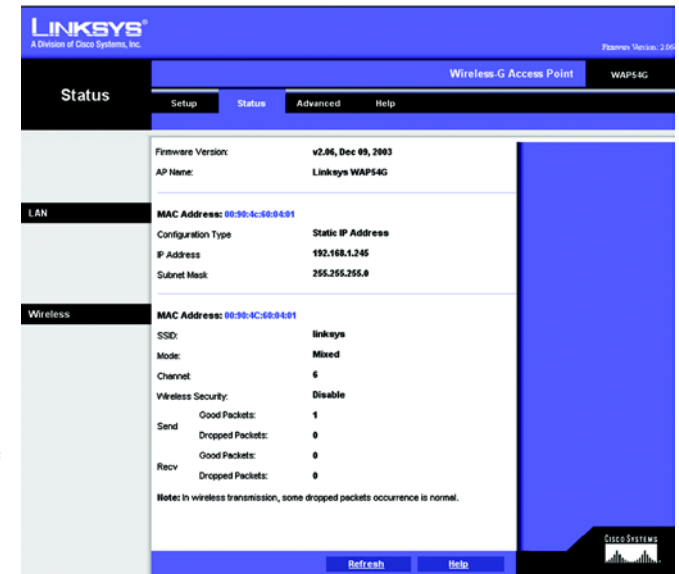 LINKSYS®
A Division of Cisco Systems, Inc.
Firmware Version: 2.06
Wireless-G Access Point WAP54G
Status
Setup Status Advanced Help
Firmware Version: v2.06, Dec 09, 2003
AP Name: Linksys WAP54G
LAN
MAC Address: 00:90:4c:60:04:01
Configuration Type Static IP Address
IP Address 192.168.1.245
Subnet Mask 255.255.255.0
Wireless
MAC Address: 00:90:4C:60:04:01
SSID: linksys
Mode: Mixed
Channel: 6
Wireless Security: Disable
Send
Good Packets: 1
Dropped Packets: 0
Recv
Good Packets: 0
Dropped Packets: 0
Note: In wireless transmission, some dropped packets occurrence is normal.
Refresh Help
CISCO SYSTEMS